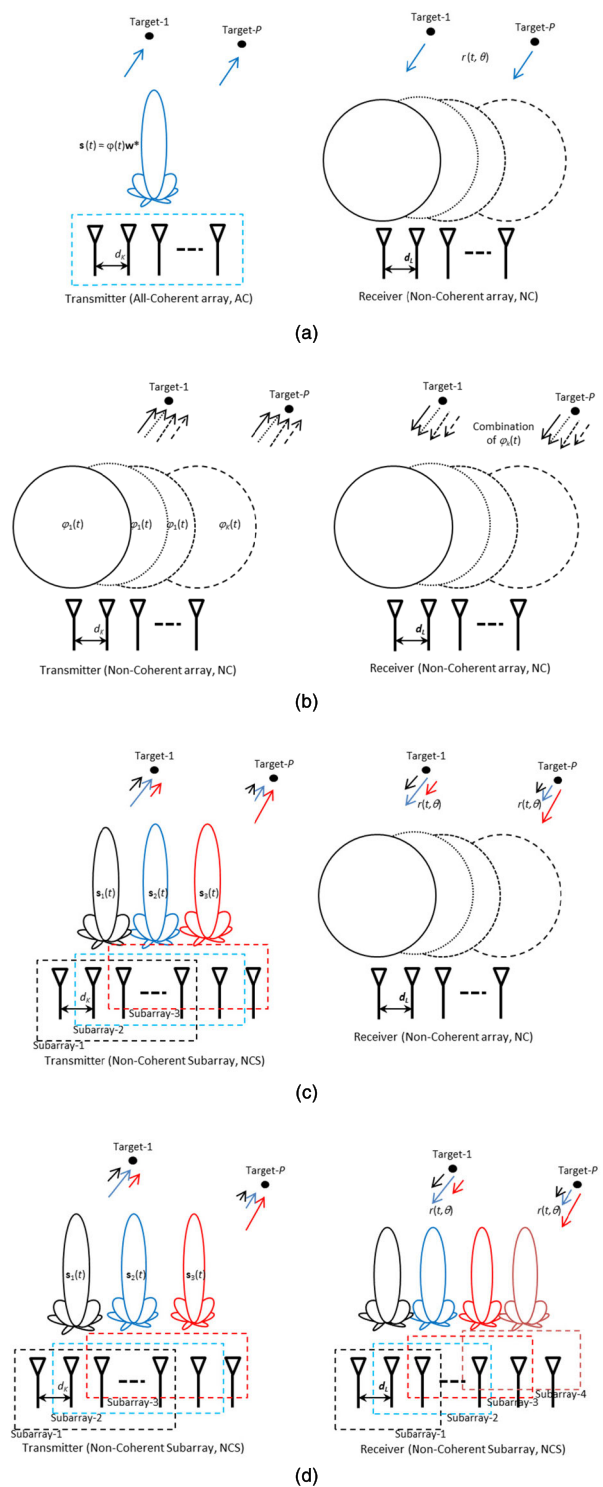 Target-1
Target-P
s(t) = φ(t)w*
d_K
Transmitter (All-Coherent array, AC)
Target-1
Target-P
r(t, θ)
d_L
Receiver (Non-Coherent array, NC)
(a)
Target-1
Target-P
φ₁(t)
φ₁(t)
φ₁(t)
φ_K(t)
d_K
Transmitter (Non-Coherent array, NC)
Target-1
Target-P
Combination
of φ_k(t)
d_L
Receiver (Non-Coherent array, NC)
(b)
Target-1
Target-P
s₁(t)
s₂(t)
s₃(t)
d_K
Subarray-3
Subarray-2
Subarray-1
Transmitter (Non-Coherent Subarray, NCS)
Target-1
Target-P
r(t,θ)
r(t,θ)
d_L
Receiver (Non-Coherent array, NC)
(c)
Target-1
Target-P
s₁(t)
s₂(t)
s₃(t)
d_K
Subarray-3
Subarray-2
Subarray-1
Transmitter (Non-Coherent Subarray, NCS)
Target-1
Target-P
r(t,θ)
r(t,θ)
d_L
Subarray-4
Subarray-3
Subarray-2
Subarray-1
Receiver (Non-Coherent Subarray, NCS)
(d)